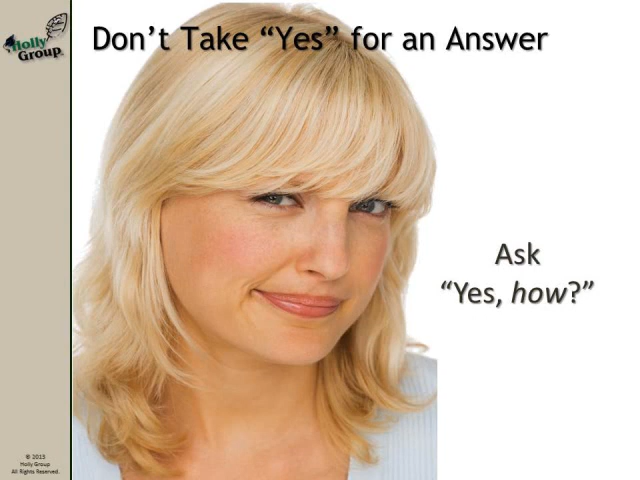 Holly
Group
Don’t Take “Yes” for an Answer
Ask
“Yes, how?”
© 2013
Holly Group
All Rights Reserved.